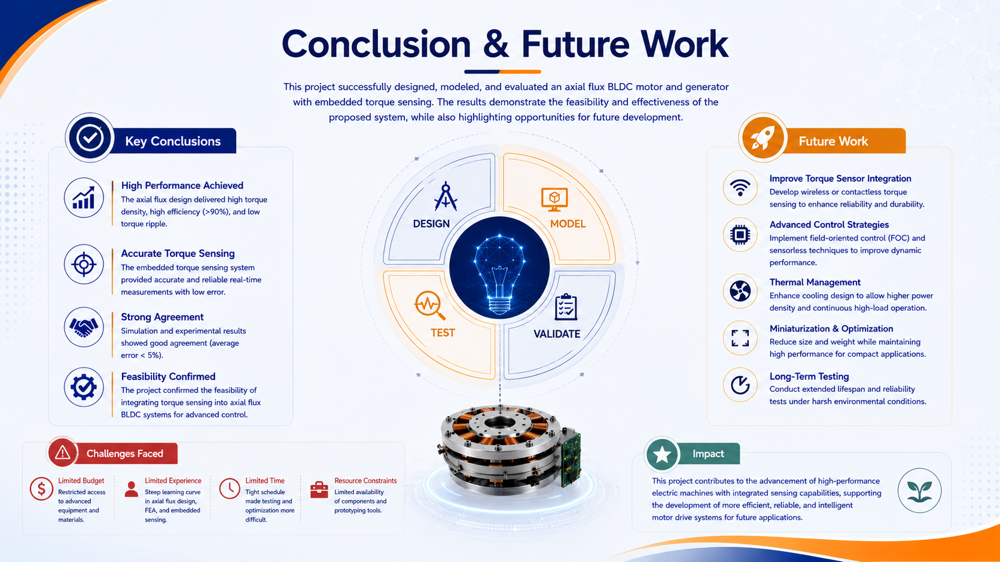 Conclusion & Future Work
This project successfully designed, modeled, and evaluated an axial flux BLDC motor and generator
with embedded torque sensing. The results demonstrate the feasibility and effectiveness of the
proposed system, while also highlighting opportunities for future development.
Key Conclusions
High Performance Achieved
The axial flux design delivered high torque
density, high efficiency (>90%), and low
torque ripple.
Accurate Torque Sensing
The embedded torque sensing system
provided accurate and reliable real-time
measurements with low error.
Strong Agreement
Simulation and experimental results
showed good agreement (average
error < 5%).
Feasibility Confirmed
The project confirmed the feasibility of
integrating torque sensing into axial flux
BLDC systems for advanced control.
DESIGN
MODEL
TEST
VALIDATE
Future Work
Improve Torque Sensor Integration
Develop wireless or contactless torque
sensing to enhance reliability and durability.
Advanced Control Strategies
Implement field-oriented control (FOC) and
sensorless techniques to improve dynamic
performance.
Thermal Management
Enhance cooling design to allow higher power
density and continuous high-load operation.
Miniaturization & Optimization
Reduce size and weight while maintaining
high performance for compact applications.
Long-Term Testing
Conduct extended lifespan and reliability
tests under harsh environmental conditions.
Challenges Faced
Limited Budget
Restricted access
to advanced
equipment and
materials.
Limited Experience
Steep learning curve
in axial flux design,
FEA, and embedded
sensing.
Limited Time
Tight schedule
made testing and
optimization more
difficult.
Resource Constraints
Limited availability
of components and
prototyping tools.
Impact
This project contributes to the advancement of high-performance
electric machines with integrated sensing capabilities, supporting
the development of more efficient, reliable, and intelligent
motor drive systems for future applications.